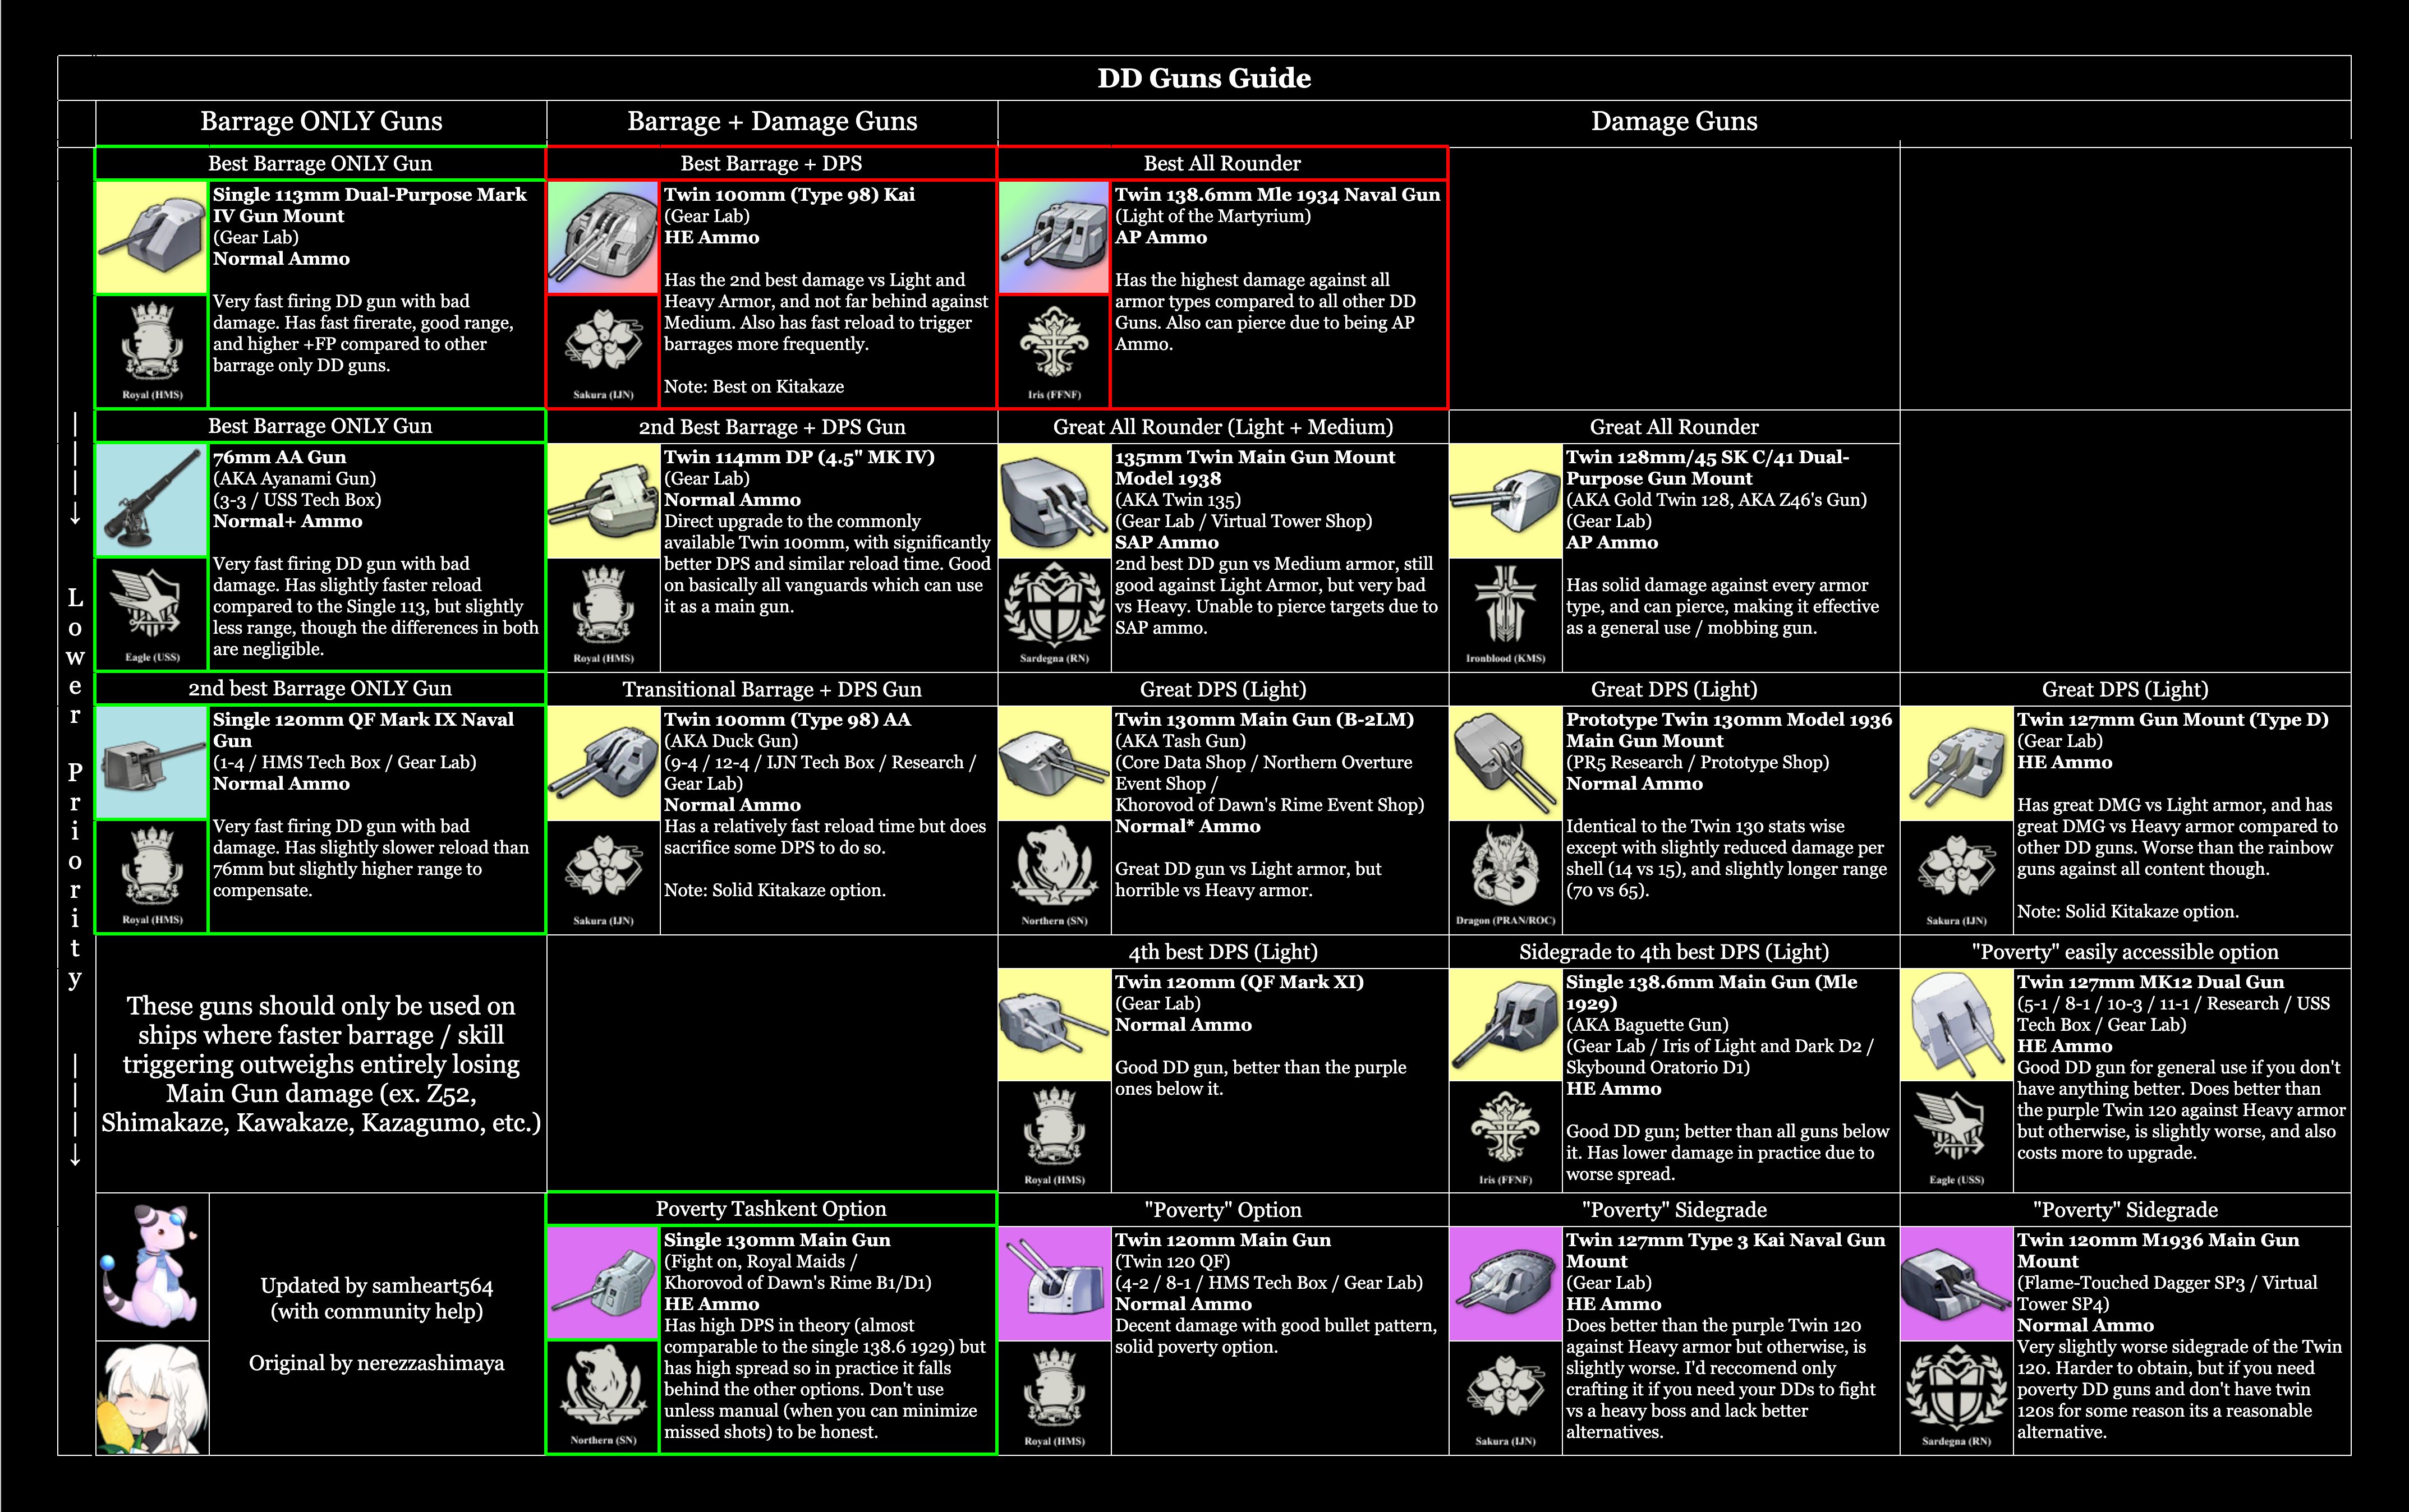 DD Guns Guide
Barrage ONLY Guns
Barrage + Damage Guns
Damage Guns
Lower Priority
Best Barrage ONLY Gun
Single 113mm Dual-Purpose Mark
IV Gun Mount
(Gear Lab)
Normal Ammo
Very fast firing DD gun with bad
damage. Has fast firerate, good range,
and higher +FP compared to other
barrage only DD guns.
Royal (HMS)
Best Barrage + DPS
Twin 100mm (Type 98) Kai
(Gear Lab)
HE Ammo
Has the 2nd best damage vs Light and
Heavy Armor, and not far behind against
Medium. Also has fast reload to trigger
barrages more frequently.
Note: Best on Kitakaze
Sakura (IJN)
Best All Rounder
Twin 138.6mm Mle 1934 Naval Gun
(Light of the Martyrium)
AP Ammo
Has the highest damage against all
armor types compared to all other DD
Guns. Also can pierce due to being AP
Ammo.
Iris (FFNF)
Best Barrage ONLY Gun
76mm AA Gun
(AKA Ayanami Gun)
(3-3 / USS Tech Box)
Normal+ Ammo
Very fast firing DD gun with bad
damage. Has slightly faster reload
compared to the Single 113, but slightly
less range, though the differences in both
are negligible.
Eagle (USS)
2nd Best Barrage + DPS Gun
Twin 114mm DP (4.5" MK IV)
(Gear Lab)
Normal Ammo
Direct upgrade to the commonly
available Twin 100mm, with significantly
better DPS and similar reload time. Good
on basically all vanguards which can use
it as a main gun.
Royal (HMS)
Great All Rounder (Light + Medium)
135mm Twin Main Gun Mount
Model 1938
(AKA Twin 135)
(Gear Lab / Virtual Tower Shop)
SAP Ammo
2nd best DD gun vs Medium armor, still
good against Light Armor, but very bad
vs Heavy. Unable to pierce targets due to
SAP ammo.
Sardegna (RN)
Great All Rounder
Twin 128mm/45 SK C/41 Dual-
Purpose Gun Mount
(AKA Gold Twin 128, AKA Z46's Gun)
(Gear Lab)
AP Ammo
Has solid damage against every armor
type, and can pierce, making it effective
as a general use / mobbing gun.
Ironblood (KMS)
2nd best Barrage ONLY Gun
Single 120mm QF Mark IX Naval
Gun
(1-4 / HMS Tech Box / Gear Lab)
Normal Ammo
Very fast firing DD gun with bad
damage. Has slightly slower reload than
76mm but slightly higher range to
compensate.
Royal (HMS)
Transitional Barrage + DPS Gun
Twin 100mm (Type 98) AA
(AKA Duck Gun)
(9-4 / 12-4 / IJN Tech Box / Research /
Gear Lab)
Normal Ammo
Has a relatively fast reload time but does
sacrifice some DPS to do so.
Note: Solid Kitakaze option.
Sakura (IJN)
Great DPS (Light)
Twin 130mm Main Gun (B-2LM)
(AKA Tash Gun)
(Core Data Shop / Northern Overture
Event Shop /
Khorovod of Dawn's Rime Event Shop)
Normal* Ammo
Great DD gun vs Light armor, but
horrible vs Heavy armor.
Northern (SN)
Great DPS (Light)
Prototype Twin 130mm Model 1936
Main Gun Mount
(PR5 Research / Prototype Shop)
Normal Ammo
Identical to the Twin 130 stats wise
except with slightly reduced damage per
shell (14 vs 15), and slightly longer range
(70 vs 65).
Dragon (PRAN/ROC)
Great DPS (Light)
Twin 127mm Gun Mount (Type D)
(Gear Lab)
HE Ammo
Has great DMG vs Light armor, and has
great DMG vs Heavy armor compared to
other DD guns. Worse than the rainbow
guns against all content though.
Note: Solid Kitakaze option.
Sakura (IJN)
These guns should only be used on
ships where faster barrage / skill
triggering outweighs entirely losing
Main Gun damage (ex. Z52,
Shimakaze, Kawakaze, Kazagumo, etc.)
4th best DPS (Light)
Twin 120mm (QF Mark XI)
(Gear Lab)
Normal Ammo
Good DD gun, better than the purple
ones below it.
Royal (HMS)
Sidegrade to 4th best DPS (Light)
Single 138.6mm Main Gun (Mle
1929)
(AKA Baguette Gun)
(Gear Lab / Iris of Light and Dark D2 /
Skybound Oratorio D1)
HE Ammo
Good DD gun; better than all guns below
it. Has lower damage in practice due to
worse spread.
Iris (FFNF)
"Poverty" easily accessible option
Twin 127mm MK12 Dual Gun
(5-1 / 8-1 / 10-3 / 11-1 / Research / USS
Tech Box / Gear Lab)
HE Ammo
Good DD gun for general use if you don't
have anything better. Does better than
the purple Twin 120 against Heavy armor
but otherwise, is slightly worse, and also
costs more to upgrade.
Eagle (USS)
Updated by samheart564
(with community help)
Original by nerezzashimaya
Poverty Tashkent Option
Single 130mm Main Gun
(Fight on, Royal Maids /
Khorovod of Dawn's Rime B1/D1)
HE Ammo
Has high DPS in theory (almost
comparable to the single 138.6 1929) but
has high spread so in practice it falls
behind the other options. Don't use
unless manual (when you can minimize
missed shots) to be honest.
Northern (SN)
"Poverty" Option
Twin 120mm Main Gun
(Twin 120 QF)
(4-2 / 8-1 / HMS Tech Box / Gear Lab)
Normal Ammo
Decent damage with good bullet pattern,
solid poverty option.
Royal (HMS)
"Poverty" Sidegrade
Twin 127mm Type 3 Kai Naval Gun
Mount
(Gear Lab)
HE Ammo
Does better than the purple Twin 120
against Heavy armor but otherwise, is
slightly worse. I'd reccomend only
crafting it if you need your DDs to fight
vs a heavy boss and lack better
alternatives.
Sakura (IJN)
"Poverty" Sidegrade
Twin 120mm M1936 Main Gun
Mount
(Flame-Touched Dagger SP3 / Virtual
Tower SP4)
Normal Ammo
Very slightly worse sidegrade of the Twin
120. Harder to obtain, but if you need
poverty DD guns and don't have twin
120s for some reason its a reasonable
alternative.
Sardegna (RN)